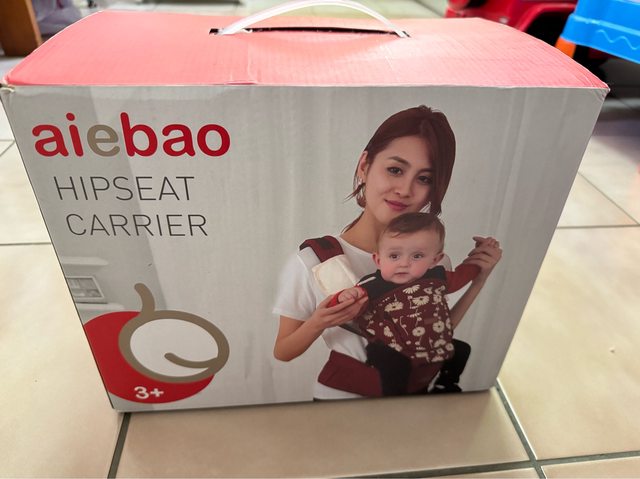 aiebao
HIPSEAT
CARRIER
3+